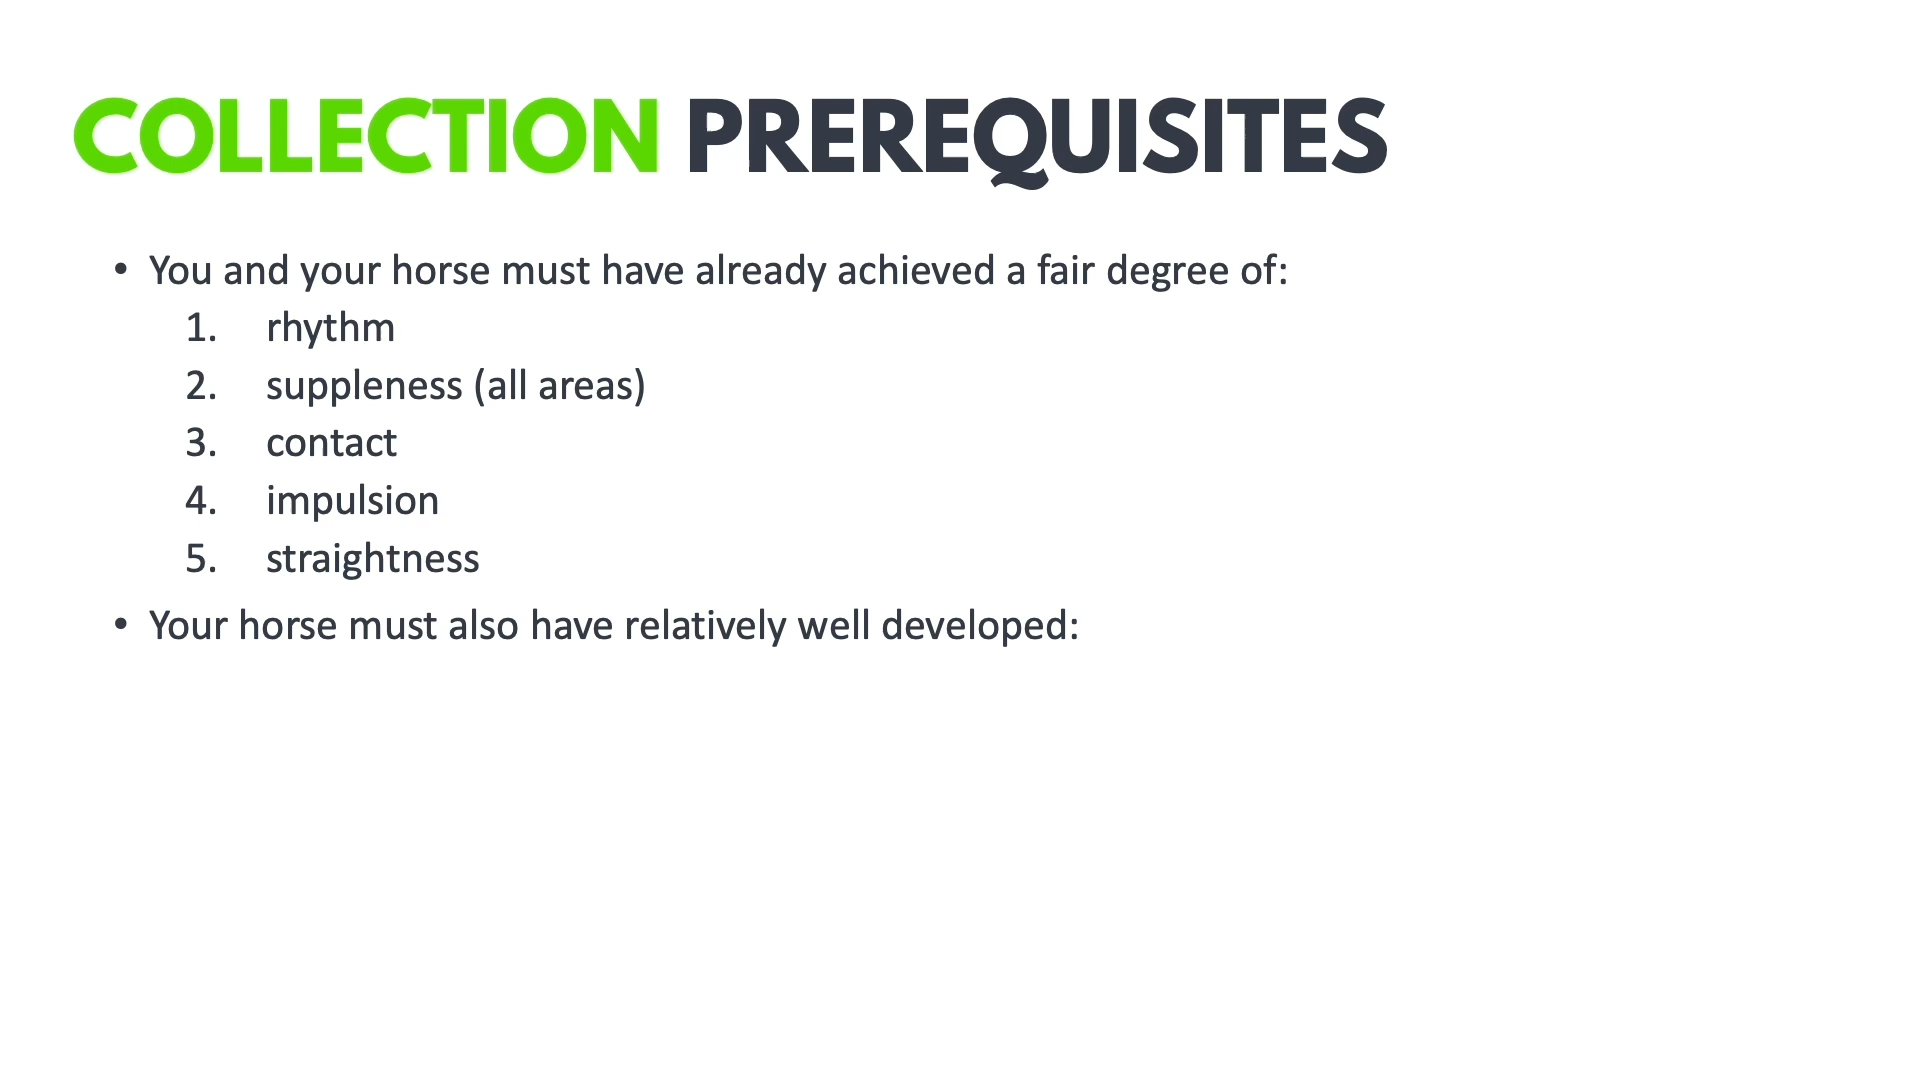 COLLECTION PREREQUISITES
• You and your horse must have already achieved a fair degree of:
1. rhythm
2. suppleness (all areas)
3. contact
4. impulsion
5. straightness
• Your horse must also have relatively well developed: